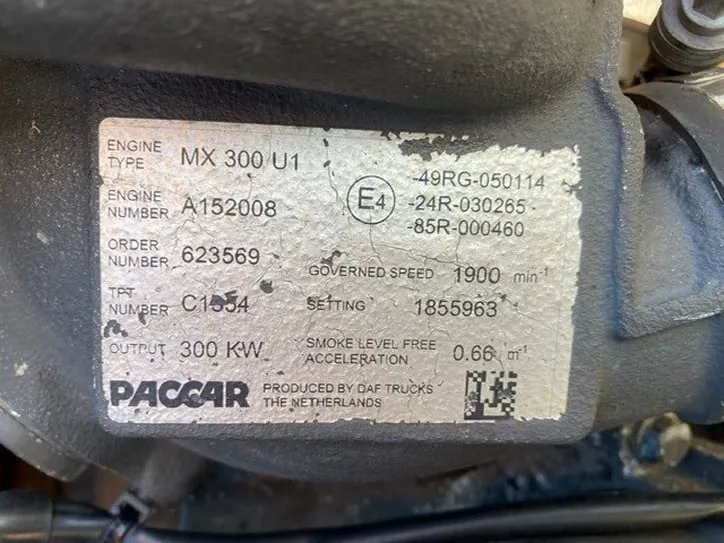 ENGINE TYPE MX 300 U1
ENGINE NUMBER A152008
ORDER NUMBER 623569
TPT NUMBER
OUTPUT 300 KW
E4
-49RG-050114
-24R-030265-
-85R-000460
GOVERNED SPEED 1900 min-1
SETTING 1855963
SMOKE LEVEL FREE
ACCELERATION 0.66 m-1
PACCAR
PRODUCED BY DAF TRUCKS
THE NETHERLANDS